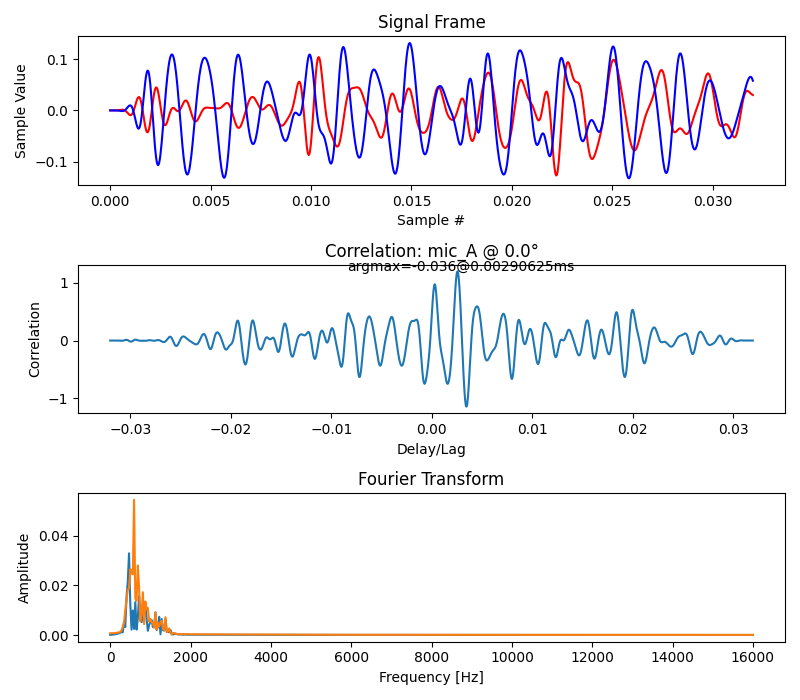 Signal Frame
Sample Value
0.1
0.0
−0.1
0.000 0.005 0.010 0.015 0.020 0.025 0.030
Sample #
Correlation: mic_A @ 0.0°
argmax=-0.036@0.00290625ms
Correlation
1
0
−1
−0.03 −0.02 −0.01 0.00 0.01 0.02 0.03
Delay/Lag
Fourier Transform
Amplitude
0.04
0.02
0.00
0 2000 4000 6000 8000 10000 12000 14000 16000
Frequency [Hz]